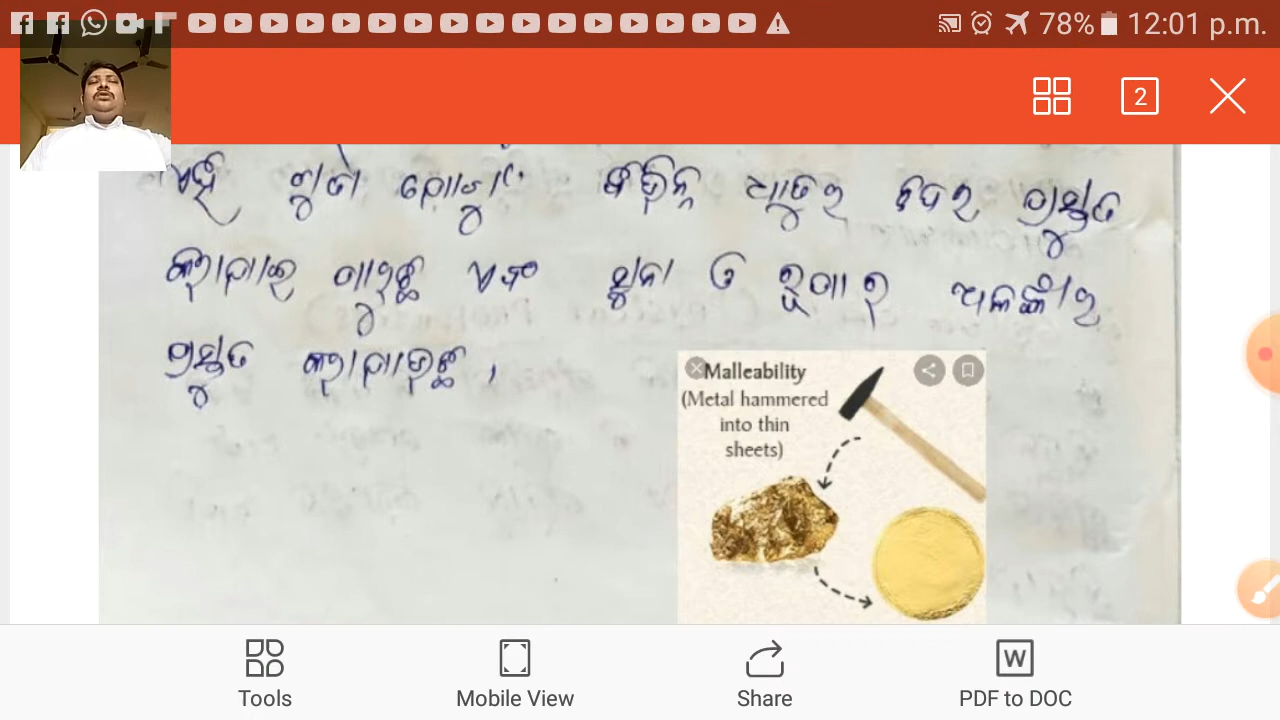 78% 12:01 p.m.
2
ଏହି ଗୁଣ ଯୋଗୁଁ ବିଭିନ୍ନ ଧାତୁର ବାସନ ପ୍ରସ୍ତୁତ
କରାଯାଇ ପାରୁଛି ଏବଂ ସୁନା ଓ ରୂପାର ଅଳଙ୍କାର
ପ୍ରସ୍ତୁତ କରାଯାଉଛି ।
Malleability
(Metal hammered
into thin
sheets)
Tools
Mobile View
Share
W
PDF to DOC